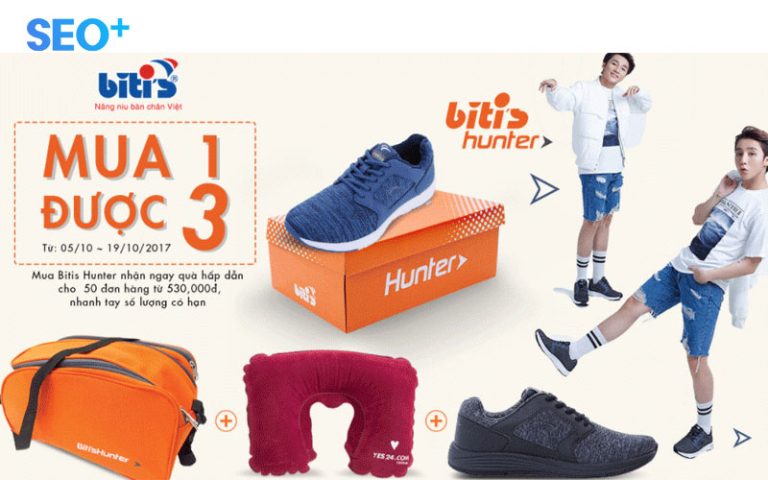 SEO+
biti's®
Nâng niu bàn chân Việt
MUA 1
ĐƯỢC 3
Từ: 05/10 ~ 19/10/2017
Mua Bitis Hunter nhận ngay quà hấp dẫn
cho 50 đơn hàng từ 530,000đ,
nhanh tay số lượng có hạn
biti's
hunter
Hunter
biti'sHunter
YES24.COM